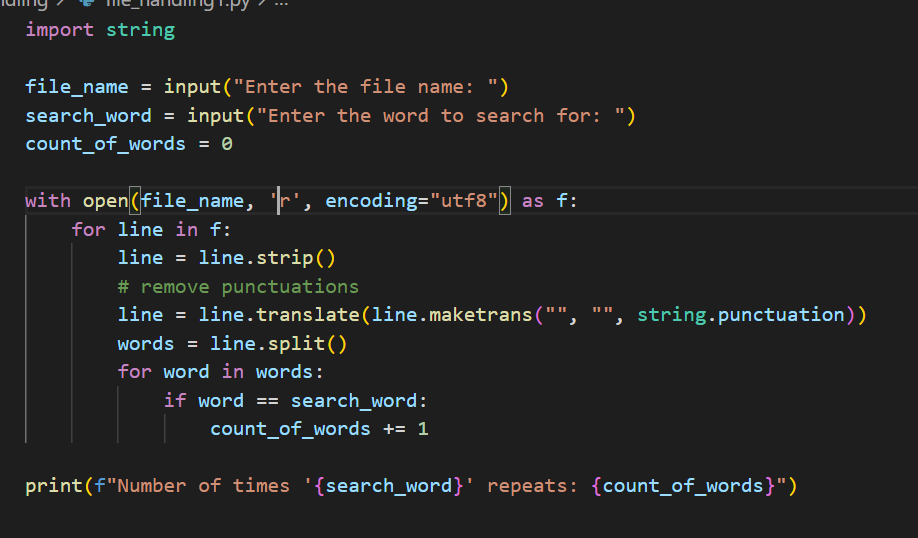 file_handling1.py > ...
import string
file_name = input("Enter the file name: ")
search_word = input("Enter the word to search for: ")
count_of_words = 0
with open(file_name, 'r', encoding="utf8") as f:
    for line in f:
        line = line.strip()
        # remove punctuations
        line = line.translate(line.maketrans("", "", string.punctuation))
        words = line.split()
        for word in words:
            if word == search_word:
                count_of_words += 1
print(f"Number of times '{search_word}' repeats: {count_of_words}")